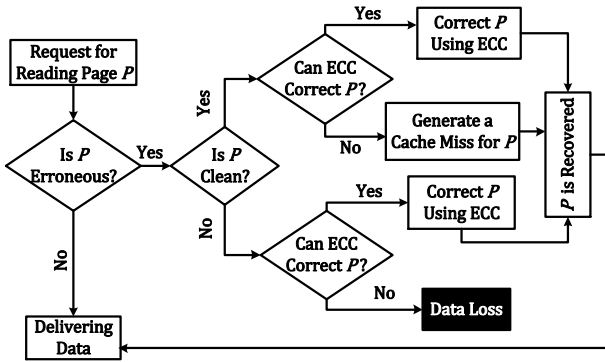 Request for
Reading Page P
Is P
Erroneous?
Yes
No
Is P
Clean?
Yes
No
Can ECC
Correct P?
Yes
No
Correct P
Using ECC
Generate a
Cache Miss for P
P is Recovered
Can ECC
Correct P?
Yes
No
Correct P
Using ECC
Data Loss
Delivering
Data